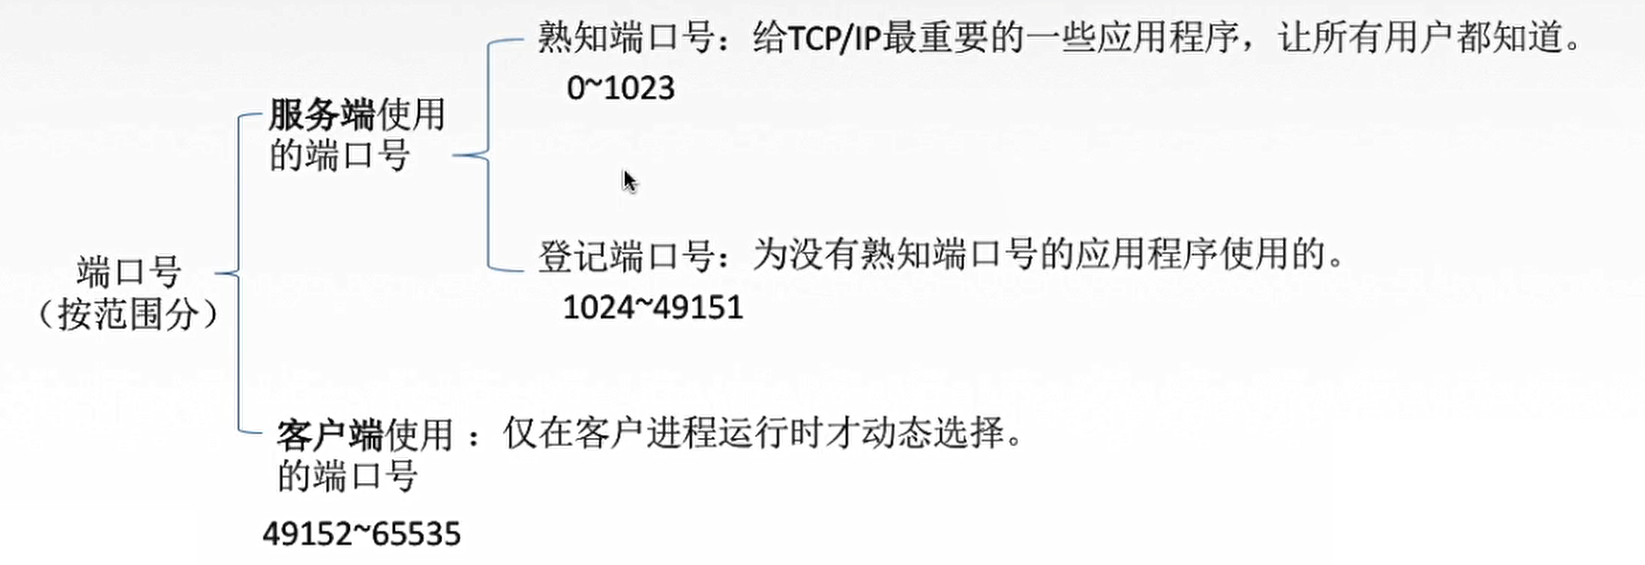 熟知端口号：给TCP/IP最重要的一些应用程序，让所有用户都知道。
0~1023
服务端使用
的端口号
登记端口号：为没有熟知端口号的应用程序使用的。
1024~49151
端口号
（按范围分）
客户端使用：仅在客户进程运行时才动态选择。
的端口号
49152~65535